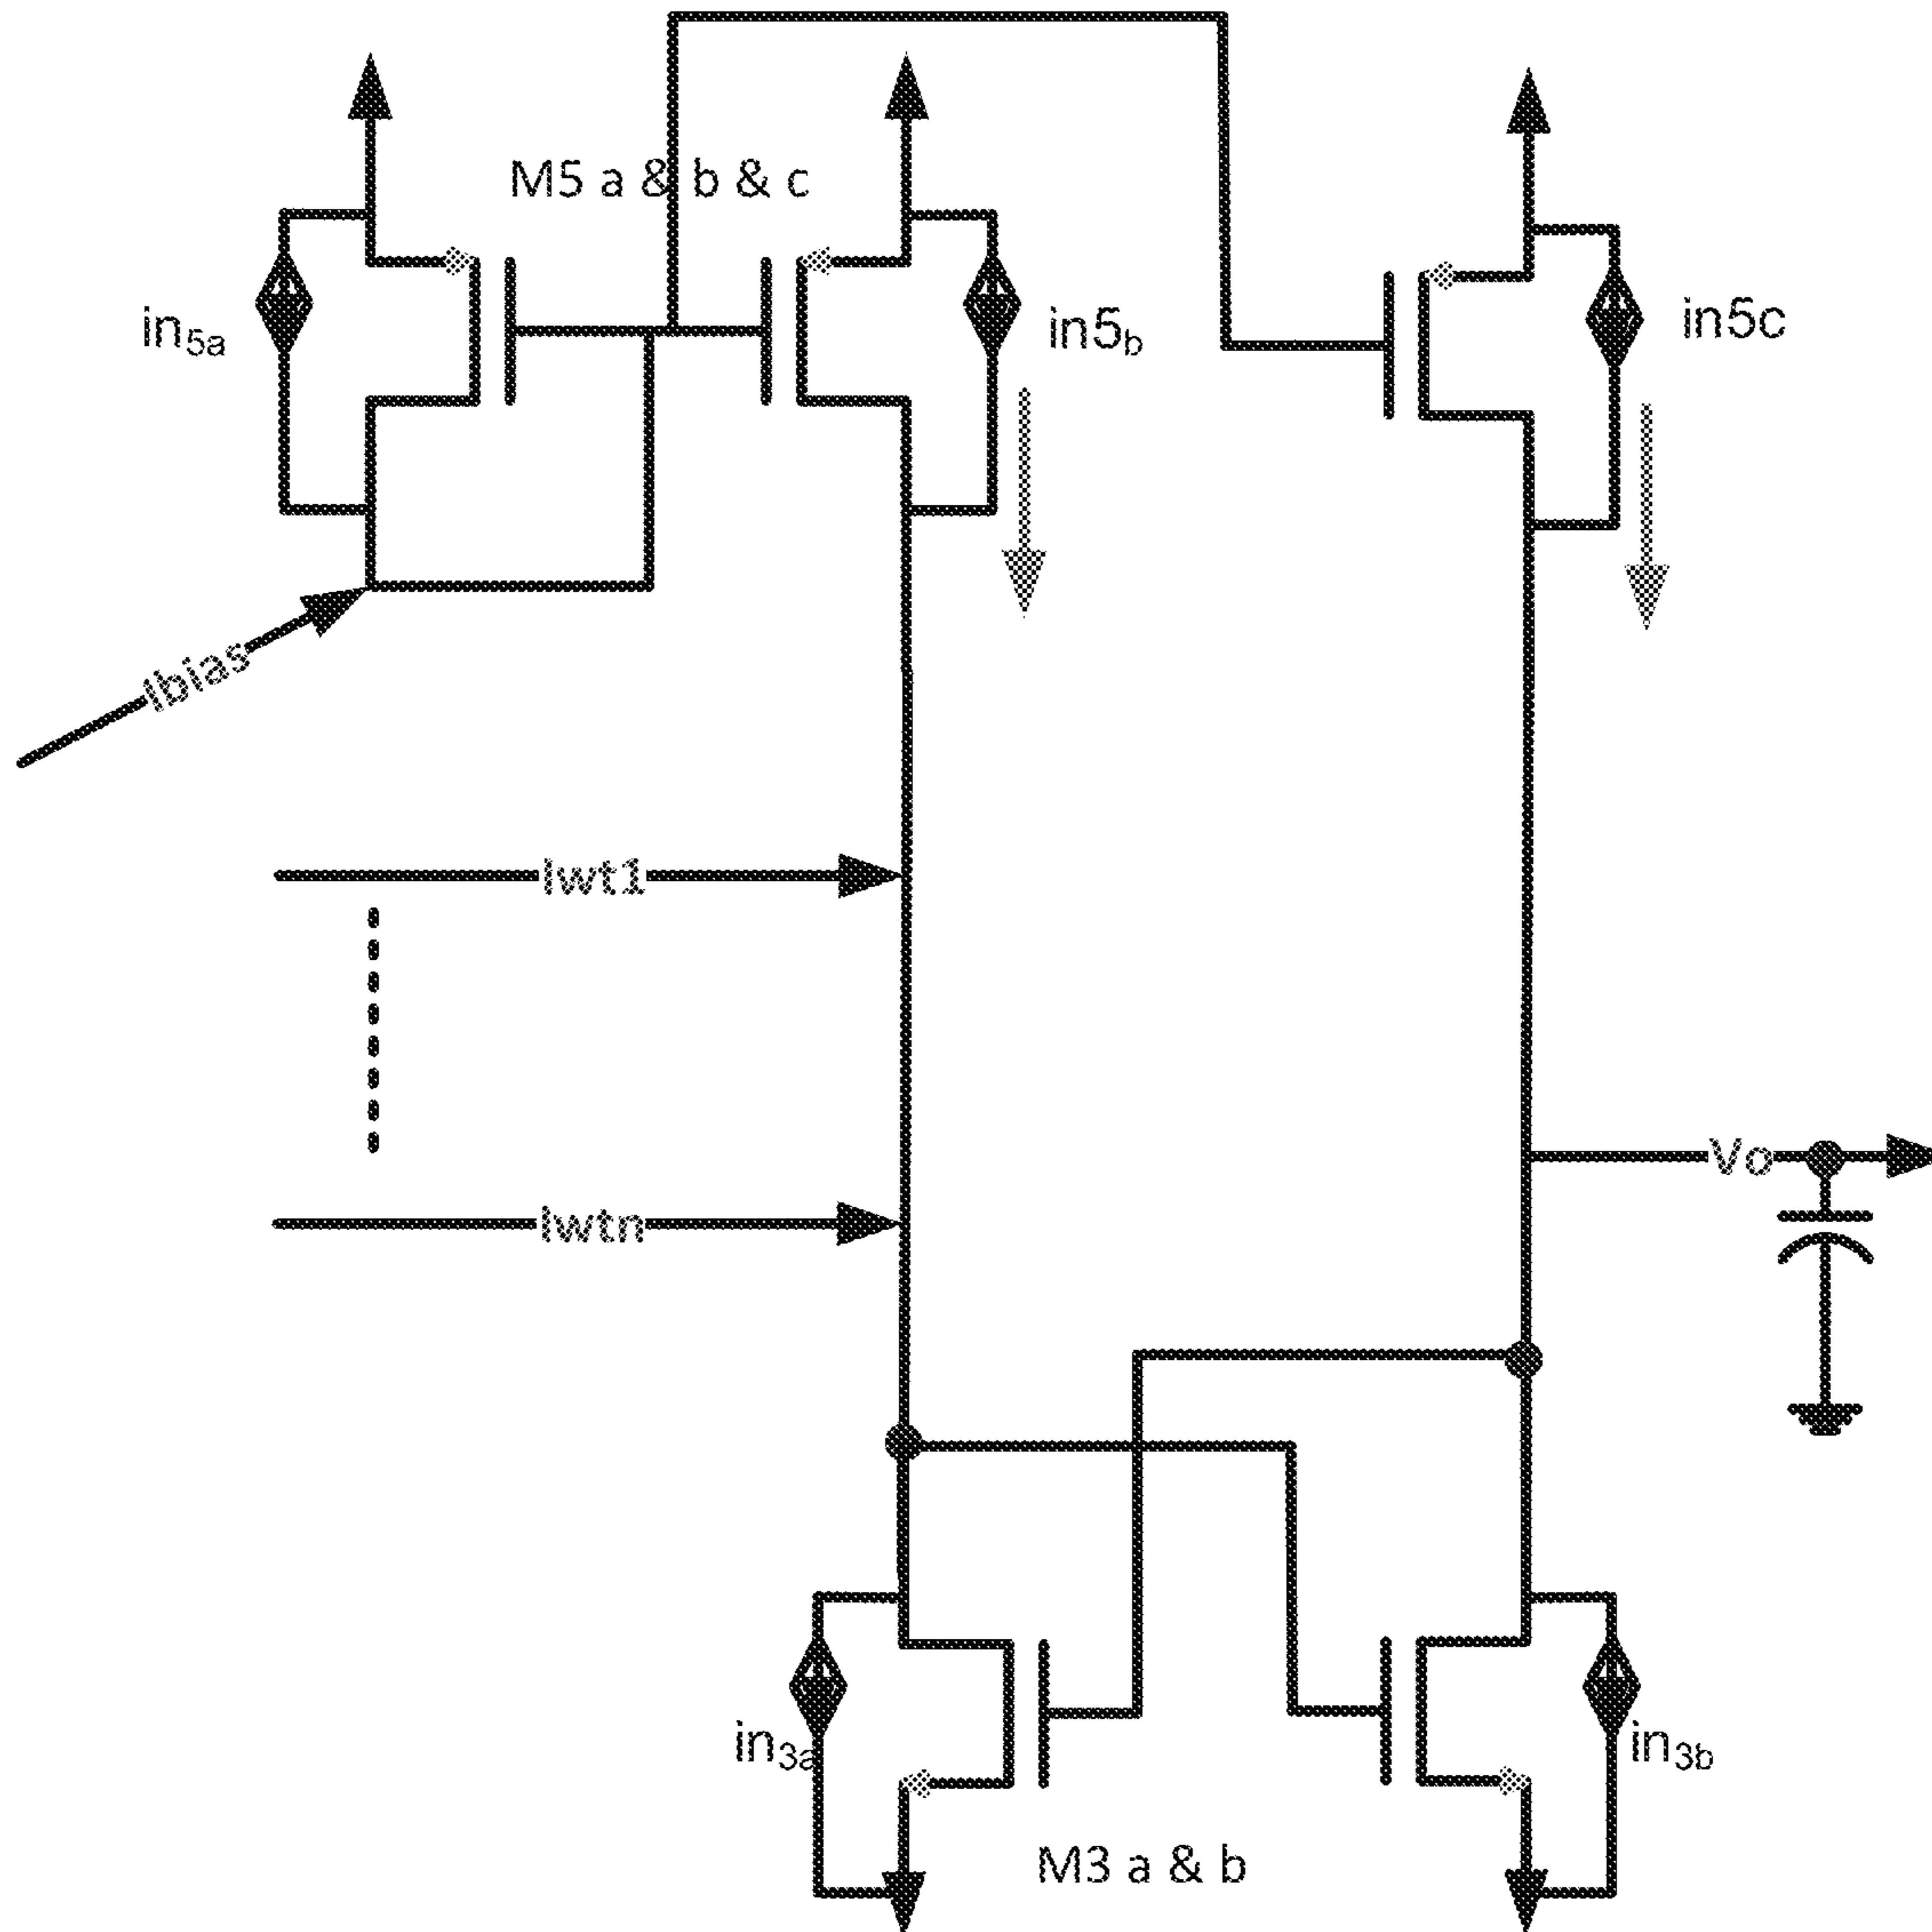 M5 a & b & c
in5a
in5b
in5c
Ibias
Iwt1
Vo
Iwtn
in3a
in3b
M3 a & b